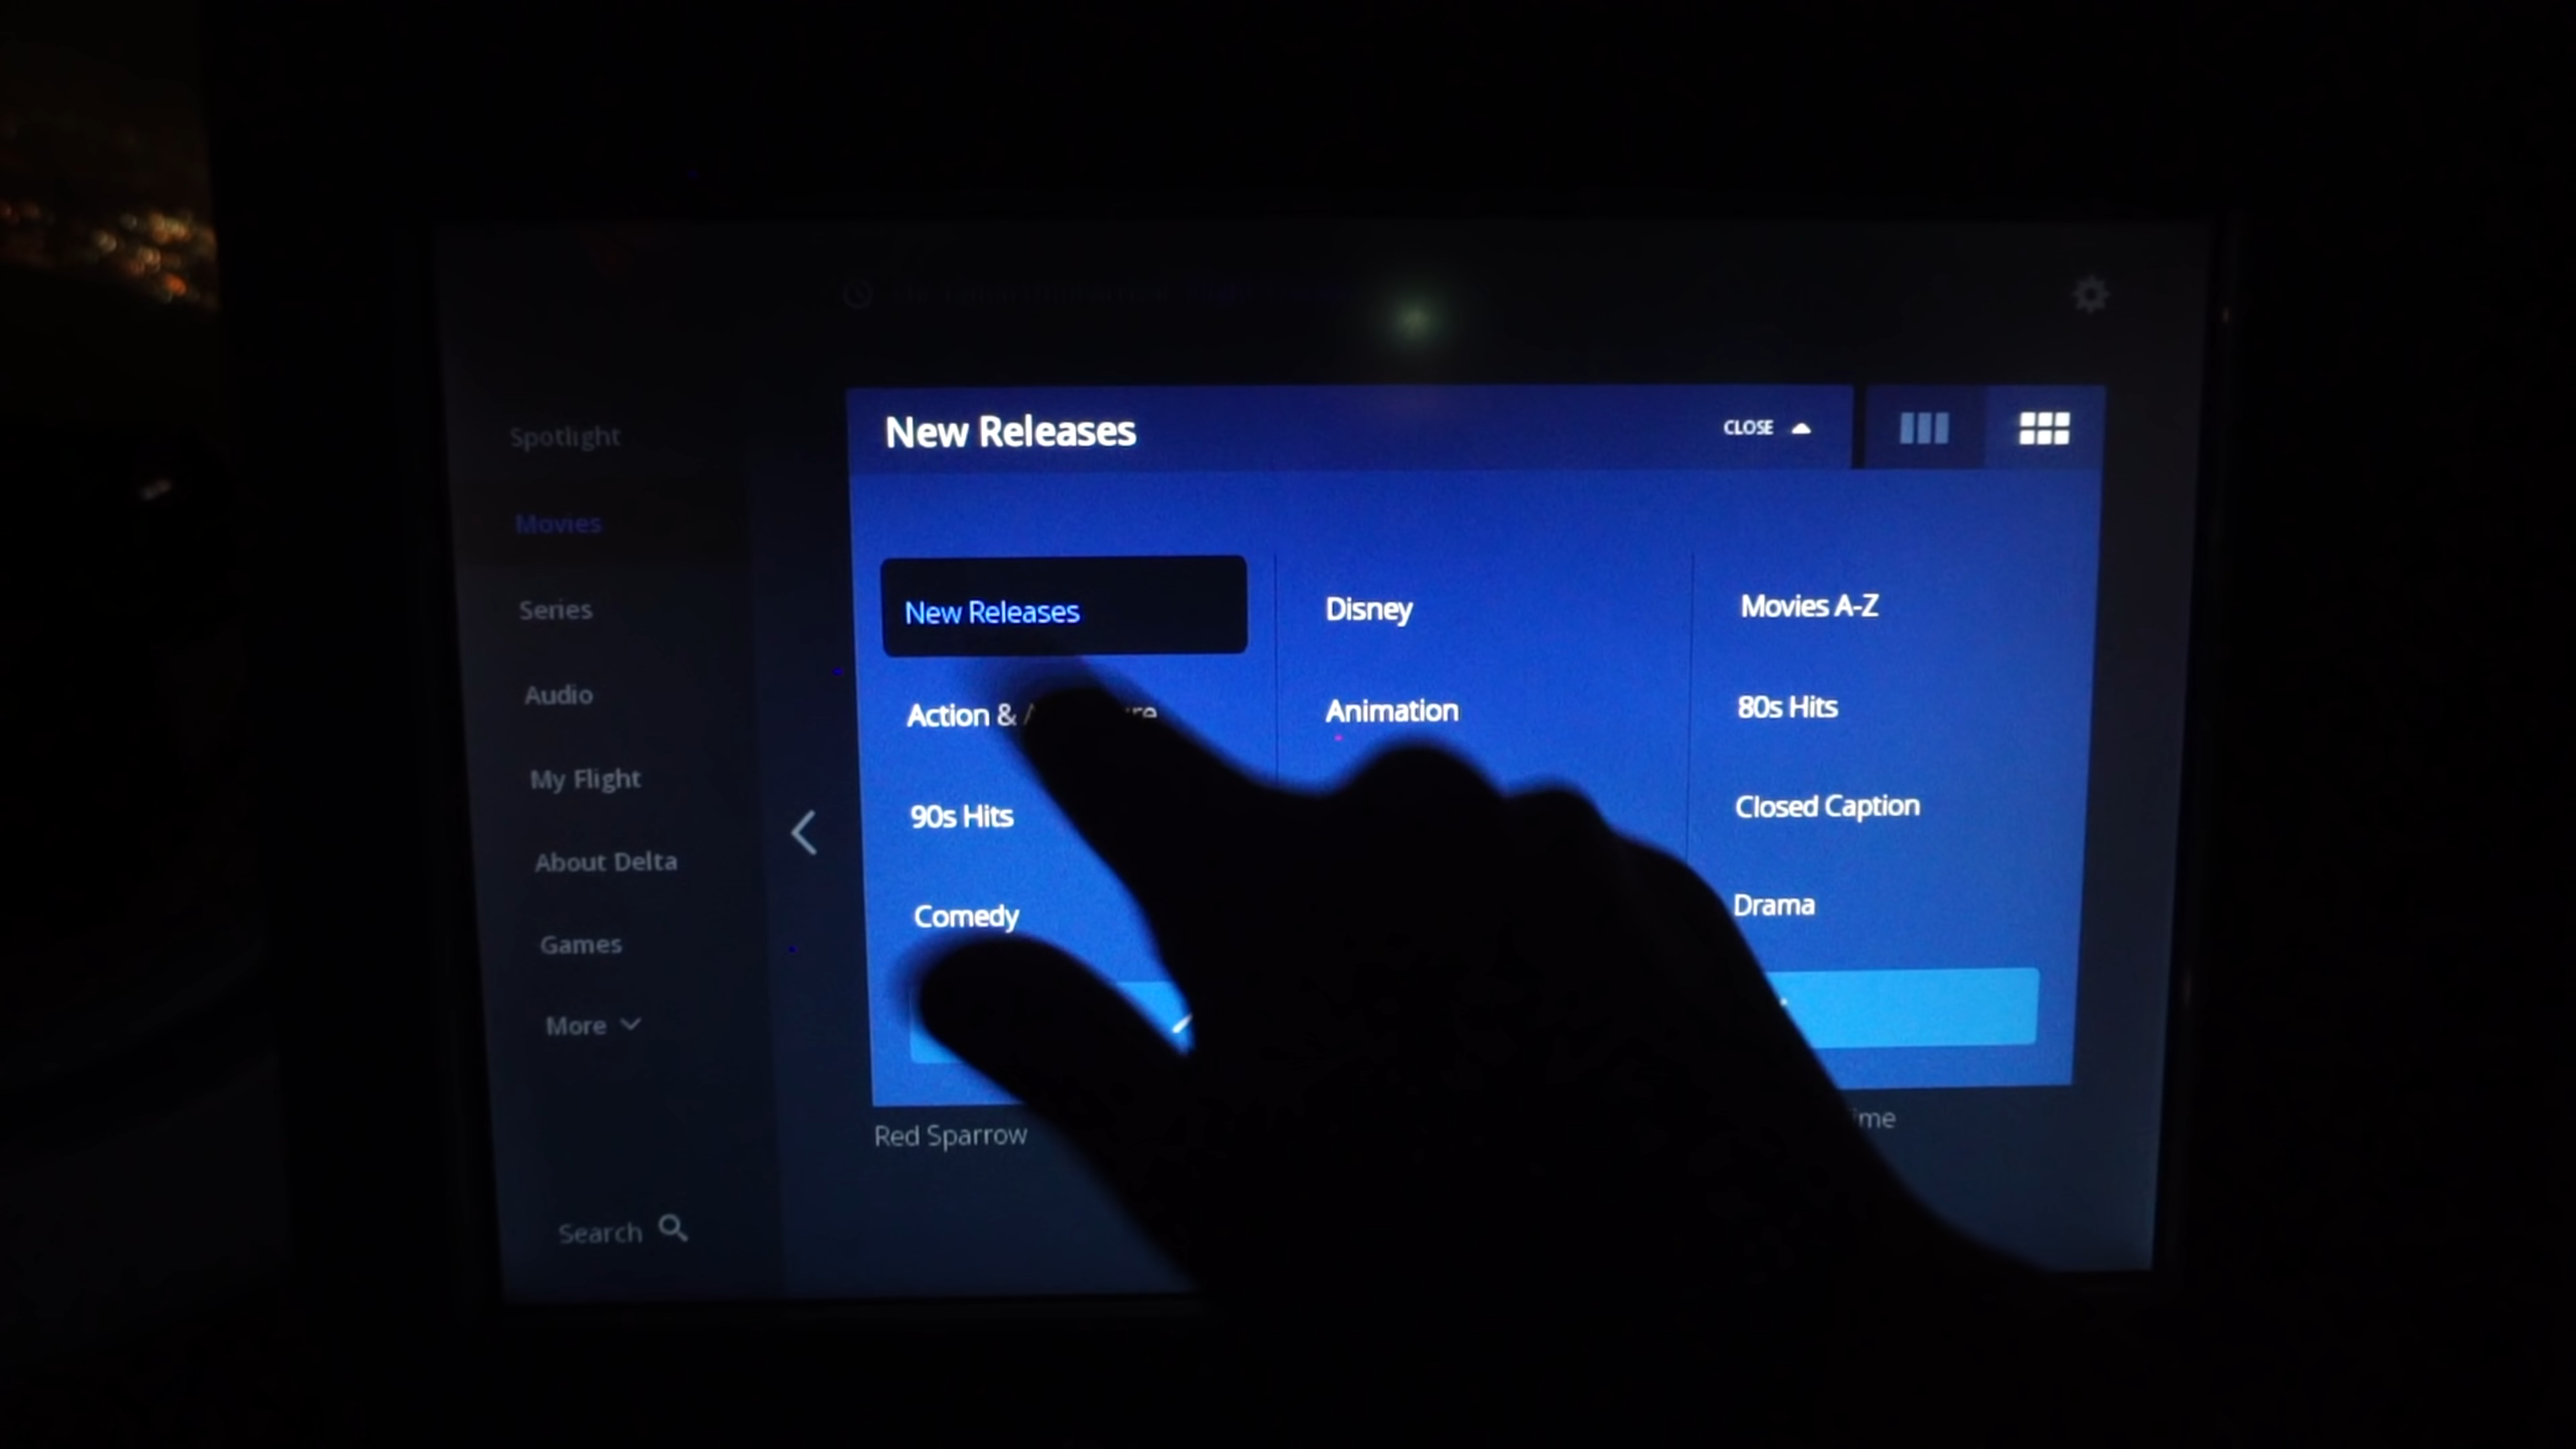 Spotlight
Movies
Series
Audio
My Flight
About Delta
Games
More
Search
New Releases
CLOSE
New Releases
Action &
90s Hits
Comedy
Disney
Animation
Movies A-Z
80s Hits
Closed Caption
Drama
Red Sparrow